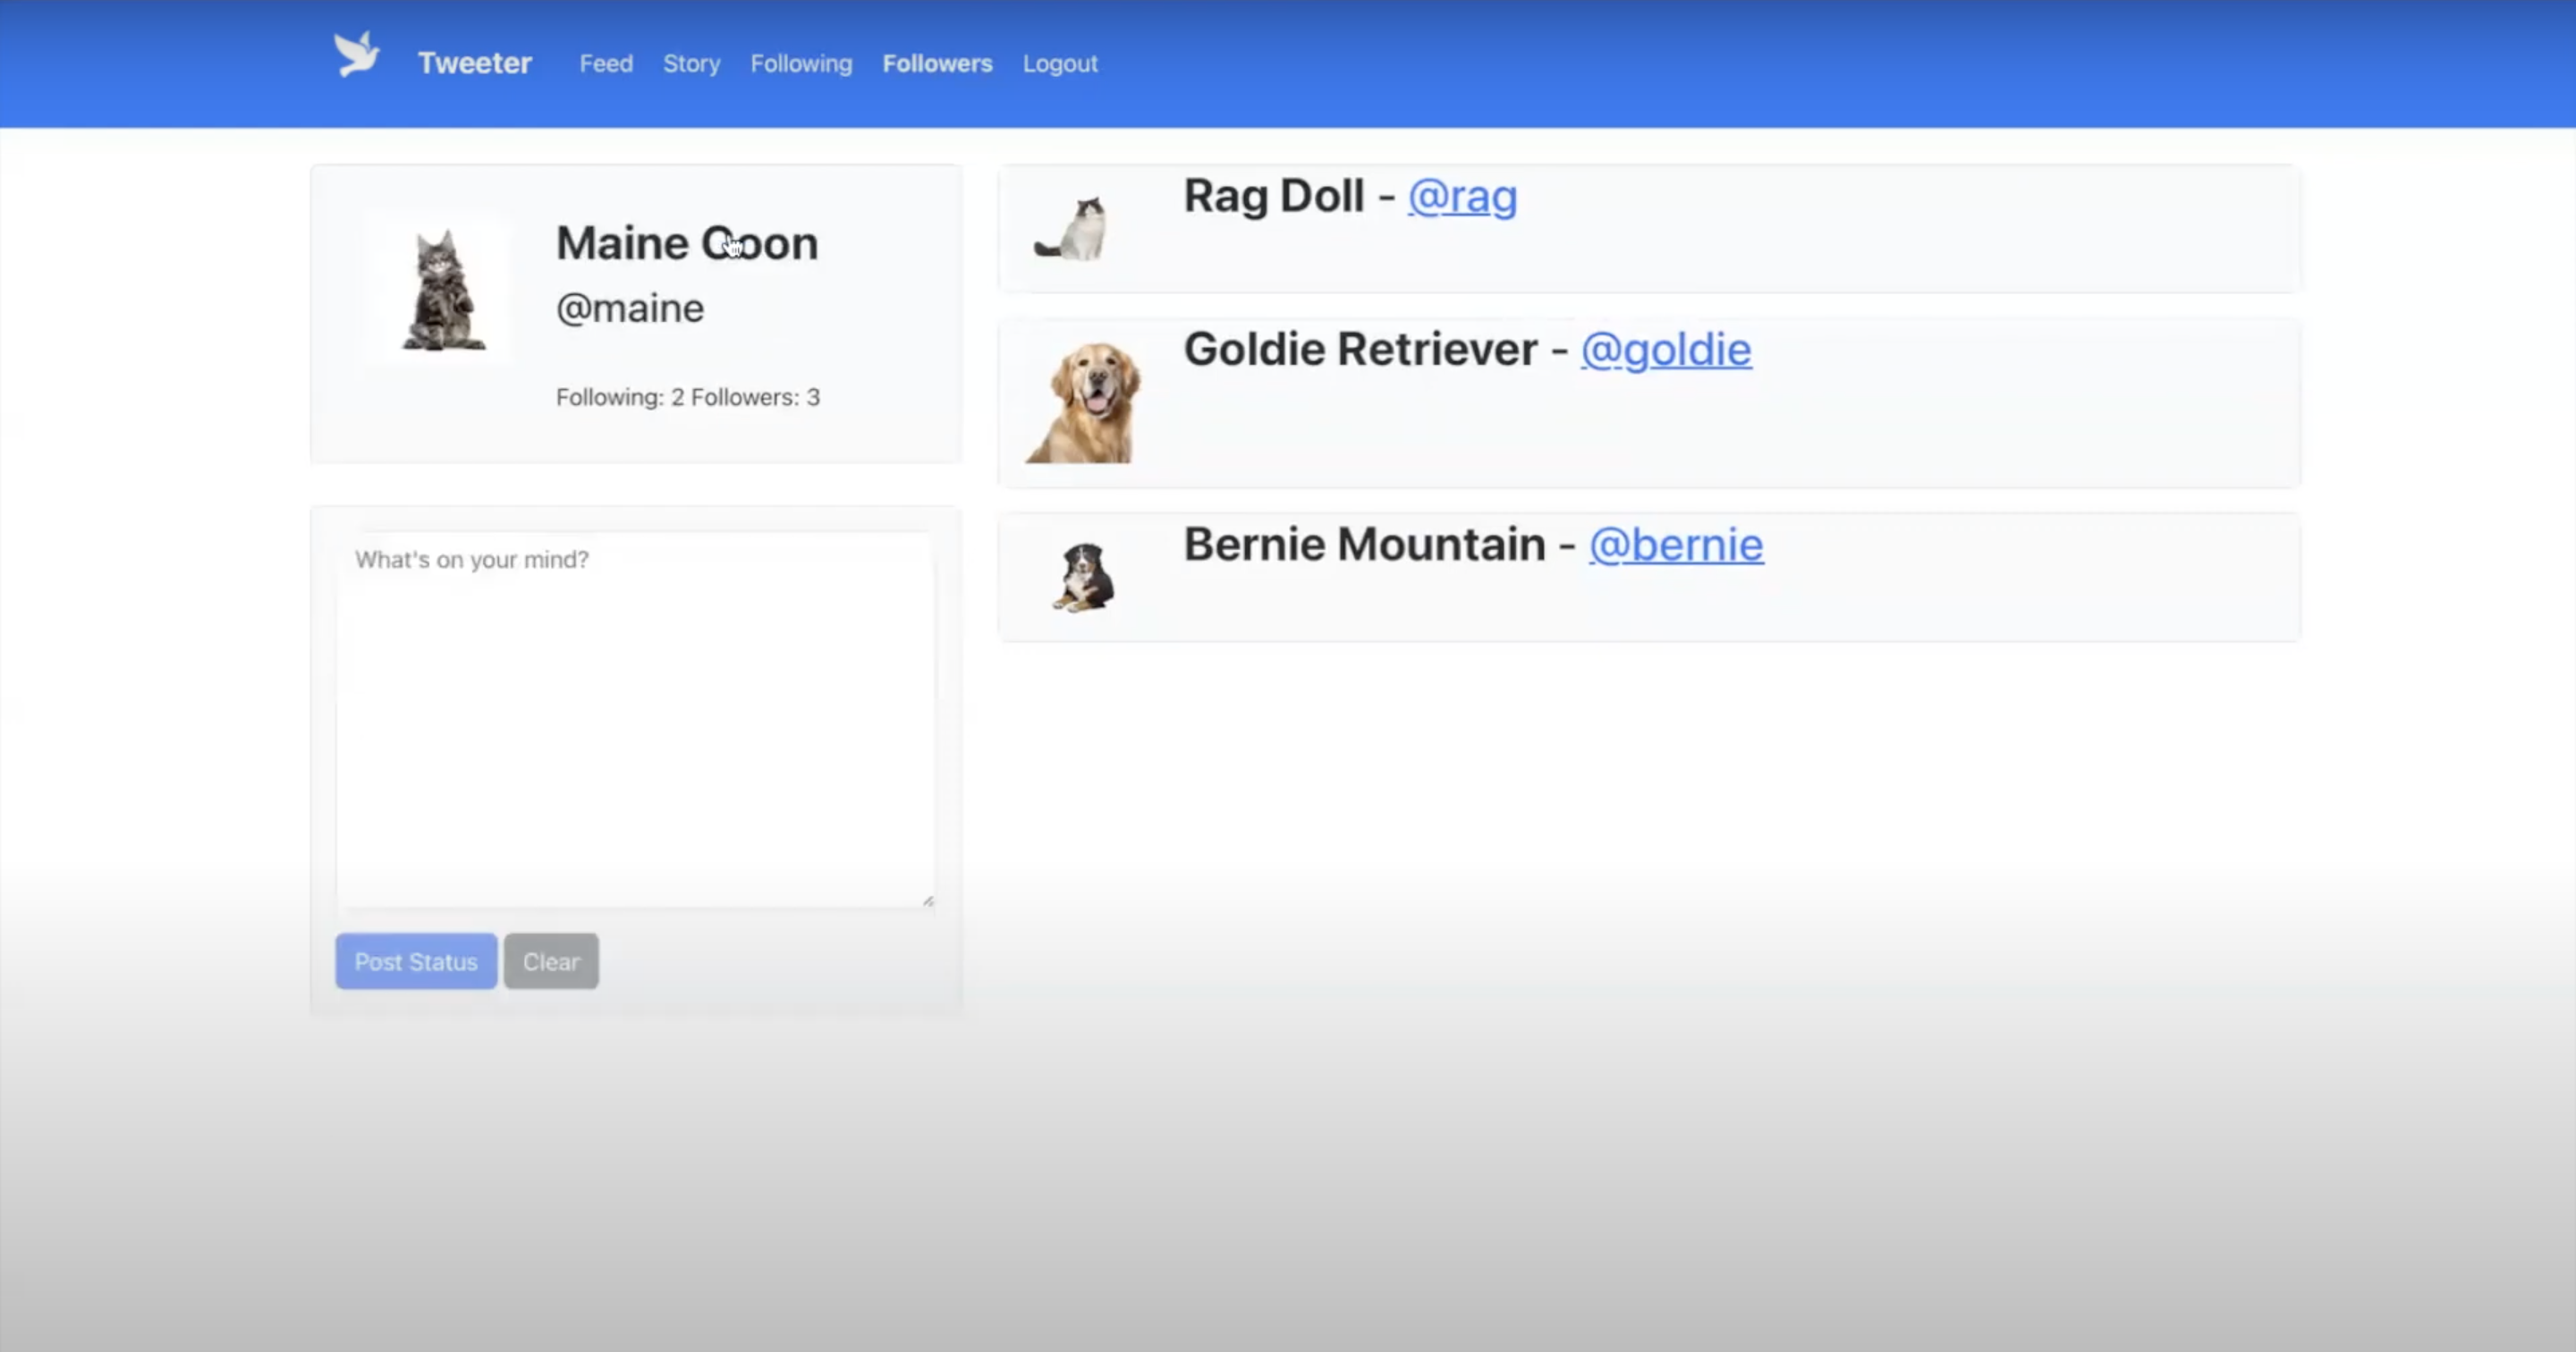 Tweeter Feed Story Following Followers Logout
Maine Coon
@maine
Following: 2 Followers: 3
What's on your mind?
Post Status Clear
Rag Doll - @rag
Goldie Retriever - @goldie
Bernie Mountain - @bernie